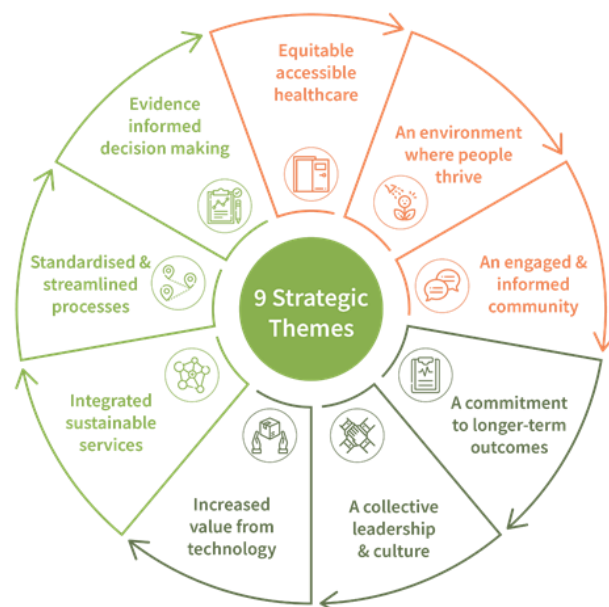 9 Strategic
Themes
Equitable
accessible
healthcare
An environment
where people
thrive
An engaged &
informed
community
A commitment
to longer-term
outcomes
A collective
leadership
& culture
Increased
value from
technology
Integrated
sustainable
services
Standardised &
streamlined
processes
Evidence
informed
decision making